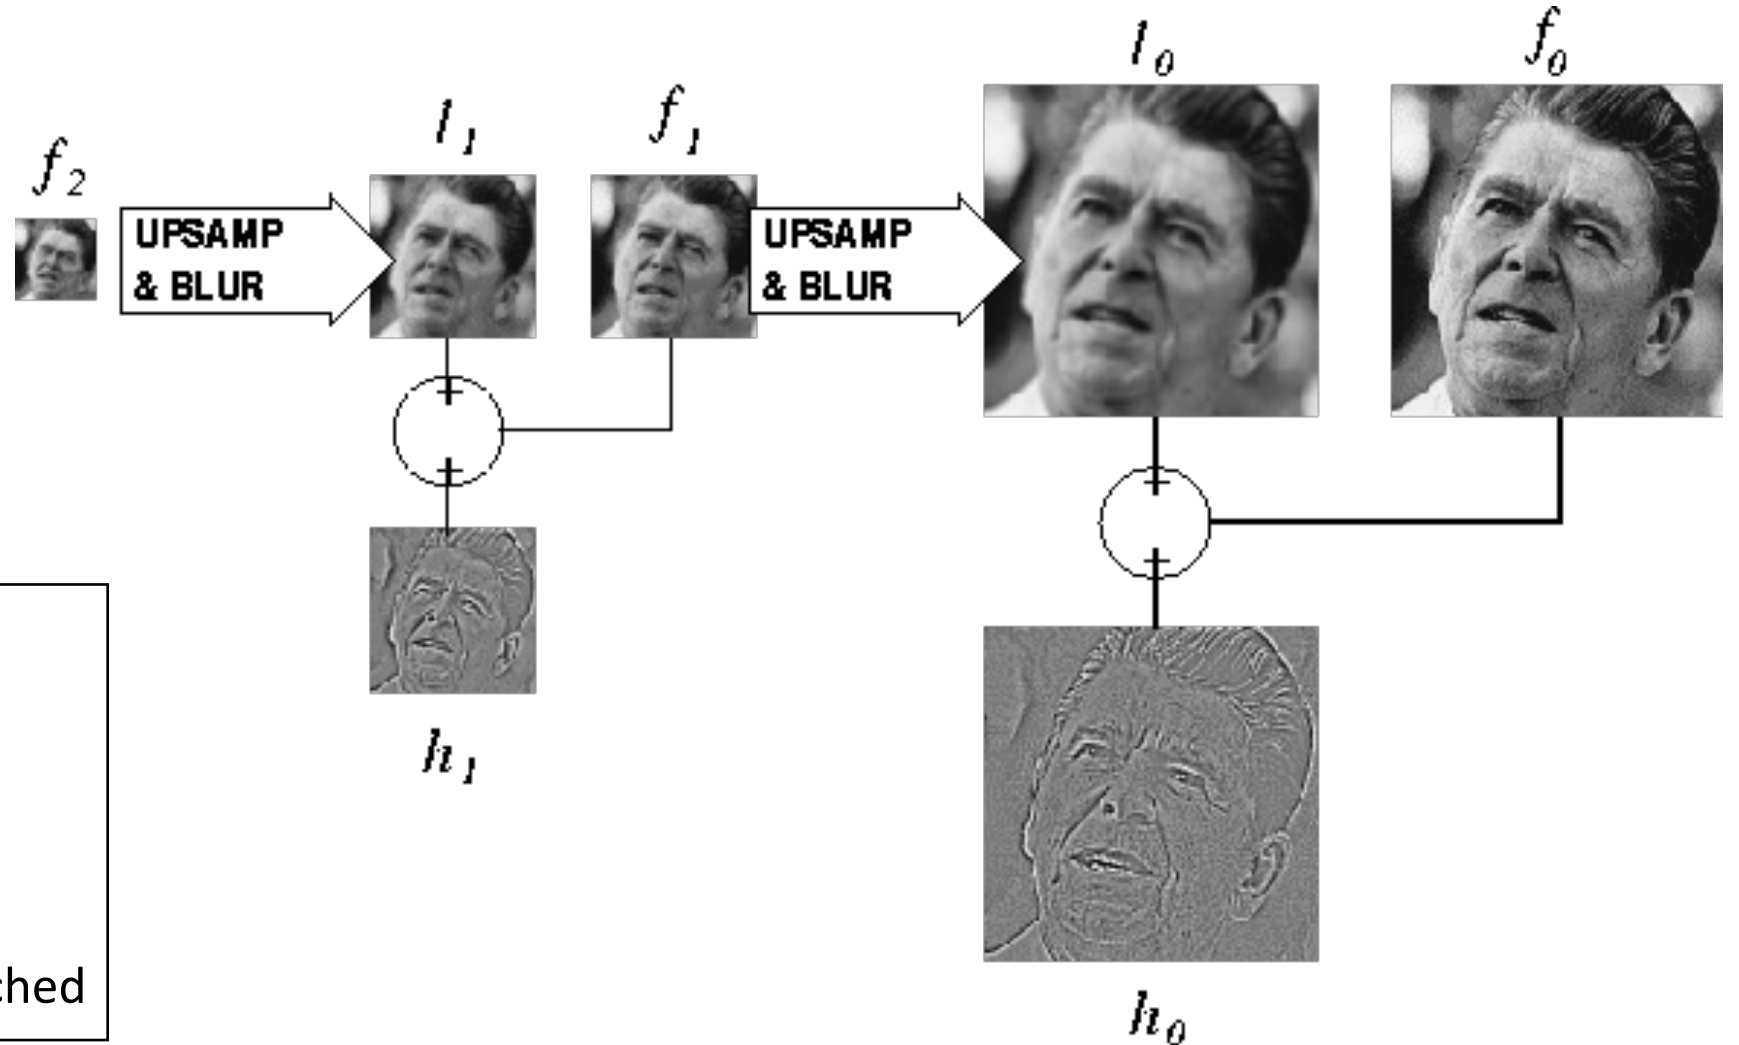 l0
f0
l1
f1
f2
UPSAMP
& BLUR
UPSAMP
& BLUR
+
+
+
+
h1
h0